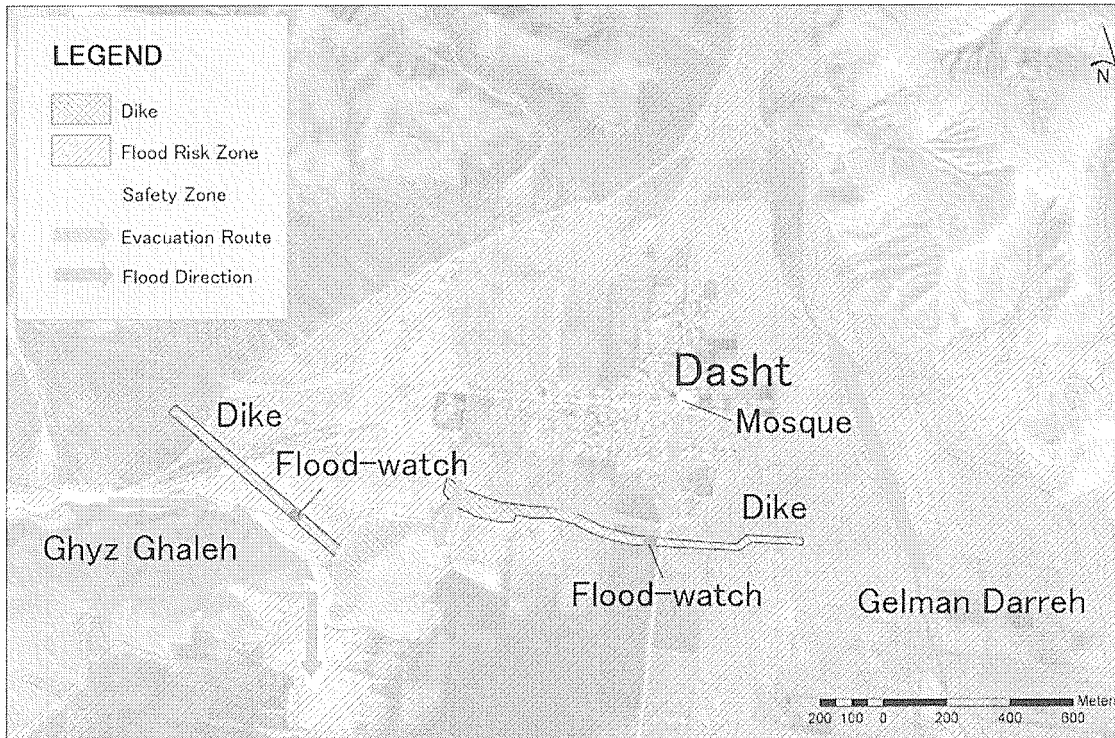 LEGEND
Dike
Flood Risk Zone
Safety Zone
Evacuation Route
Flood Direction
N
Dasht
Mosque
Dike
Flood-watch
Dike
Ghyz Ghaleh
Flood-watch
Gelman Darreh
Meters
200 100 0 200 400 600